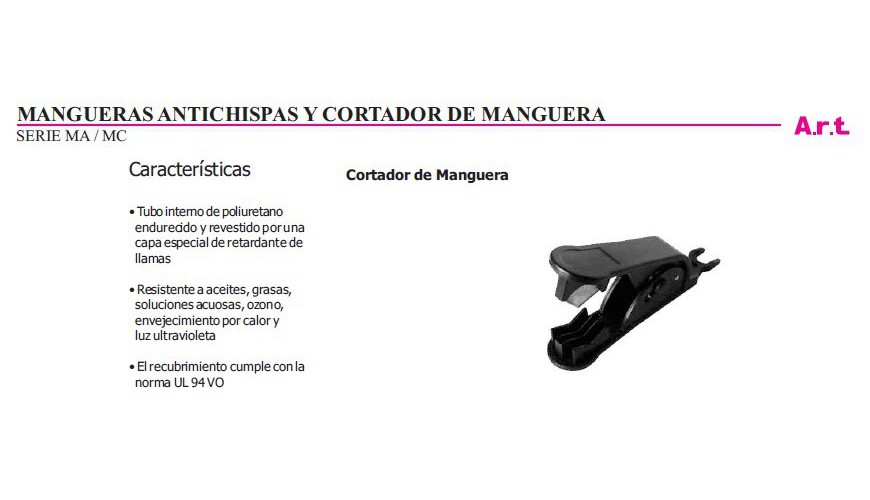 MANGUERAS ANTICHISPAS Y CORTADOR DE MANGUERA
SERIE MA / MC
A.r.t.
Características
• Tubo interno de poliuretano
endurecido y revestido por una
capa especial de retardante de
llamas
• Resistente a aceites, grasas,
soluciones acuosas, ozono,
envejecimiento por calor y
luz ultravioleta
• El recubrimiento cumple con la
norma UL 94 VO
Cortador de Manguera